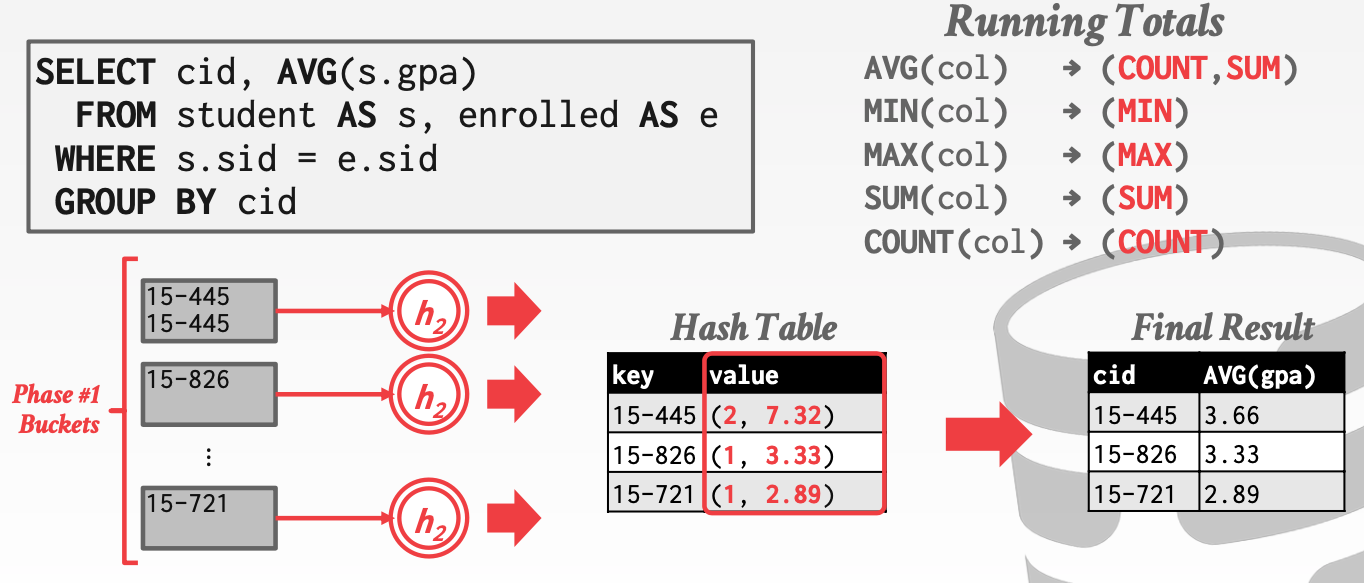 SELECT cid, AVG(s.gpa)
FROM student AS s, enrolled AS e
WHERE s.sid = e.sid
GROUP BY cid
Running Totals
AVG(col) → (COUNT,SUM)
MIN(col) → (MIN)
MAX(col) → (MAX)
SUM(col) → (SUM)
COUNT(col) → (COUNT)
Phase #1
Buckets
15-445
15-445
h2
15-826
h2
⋮
15-721
h2
Hash Table
key value
15-445 (2, 7.32)
15-826 (1, 3.33)
15-721 (1, 2.89)
Final Result
cid AVG(gpa)
15-445 3.66
15-826 3.33
15-721 2.89